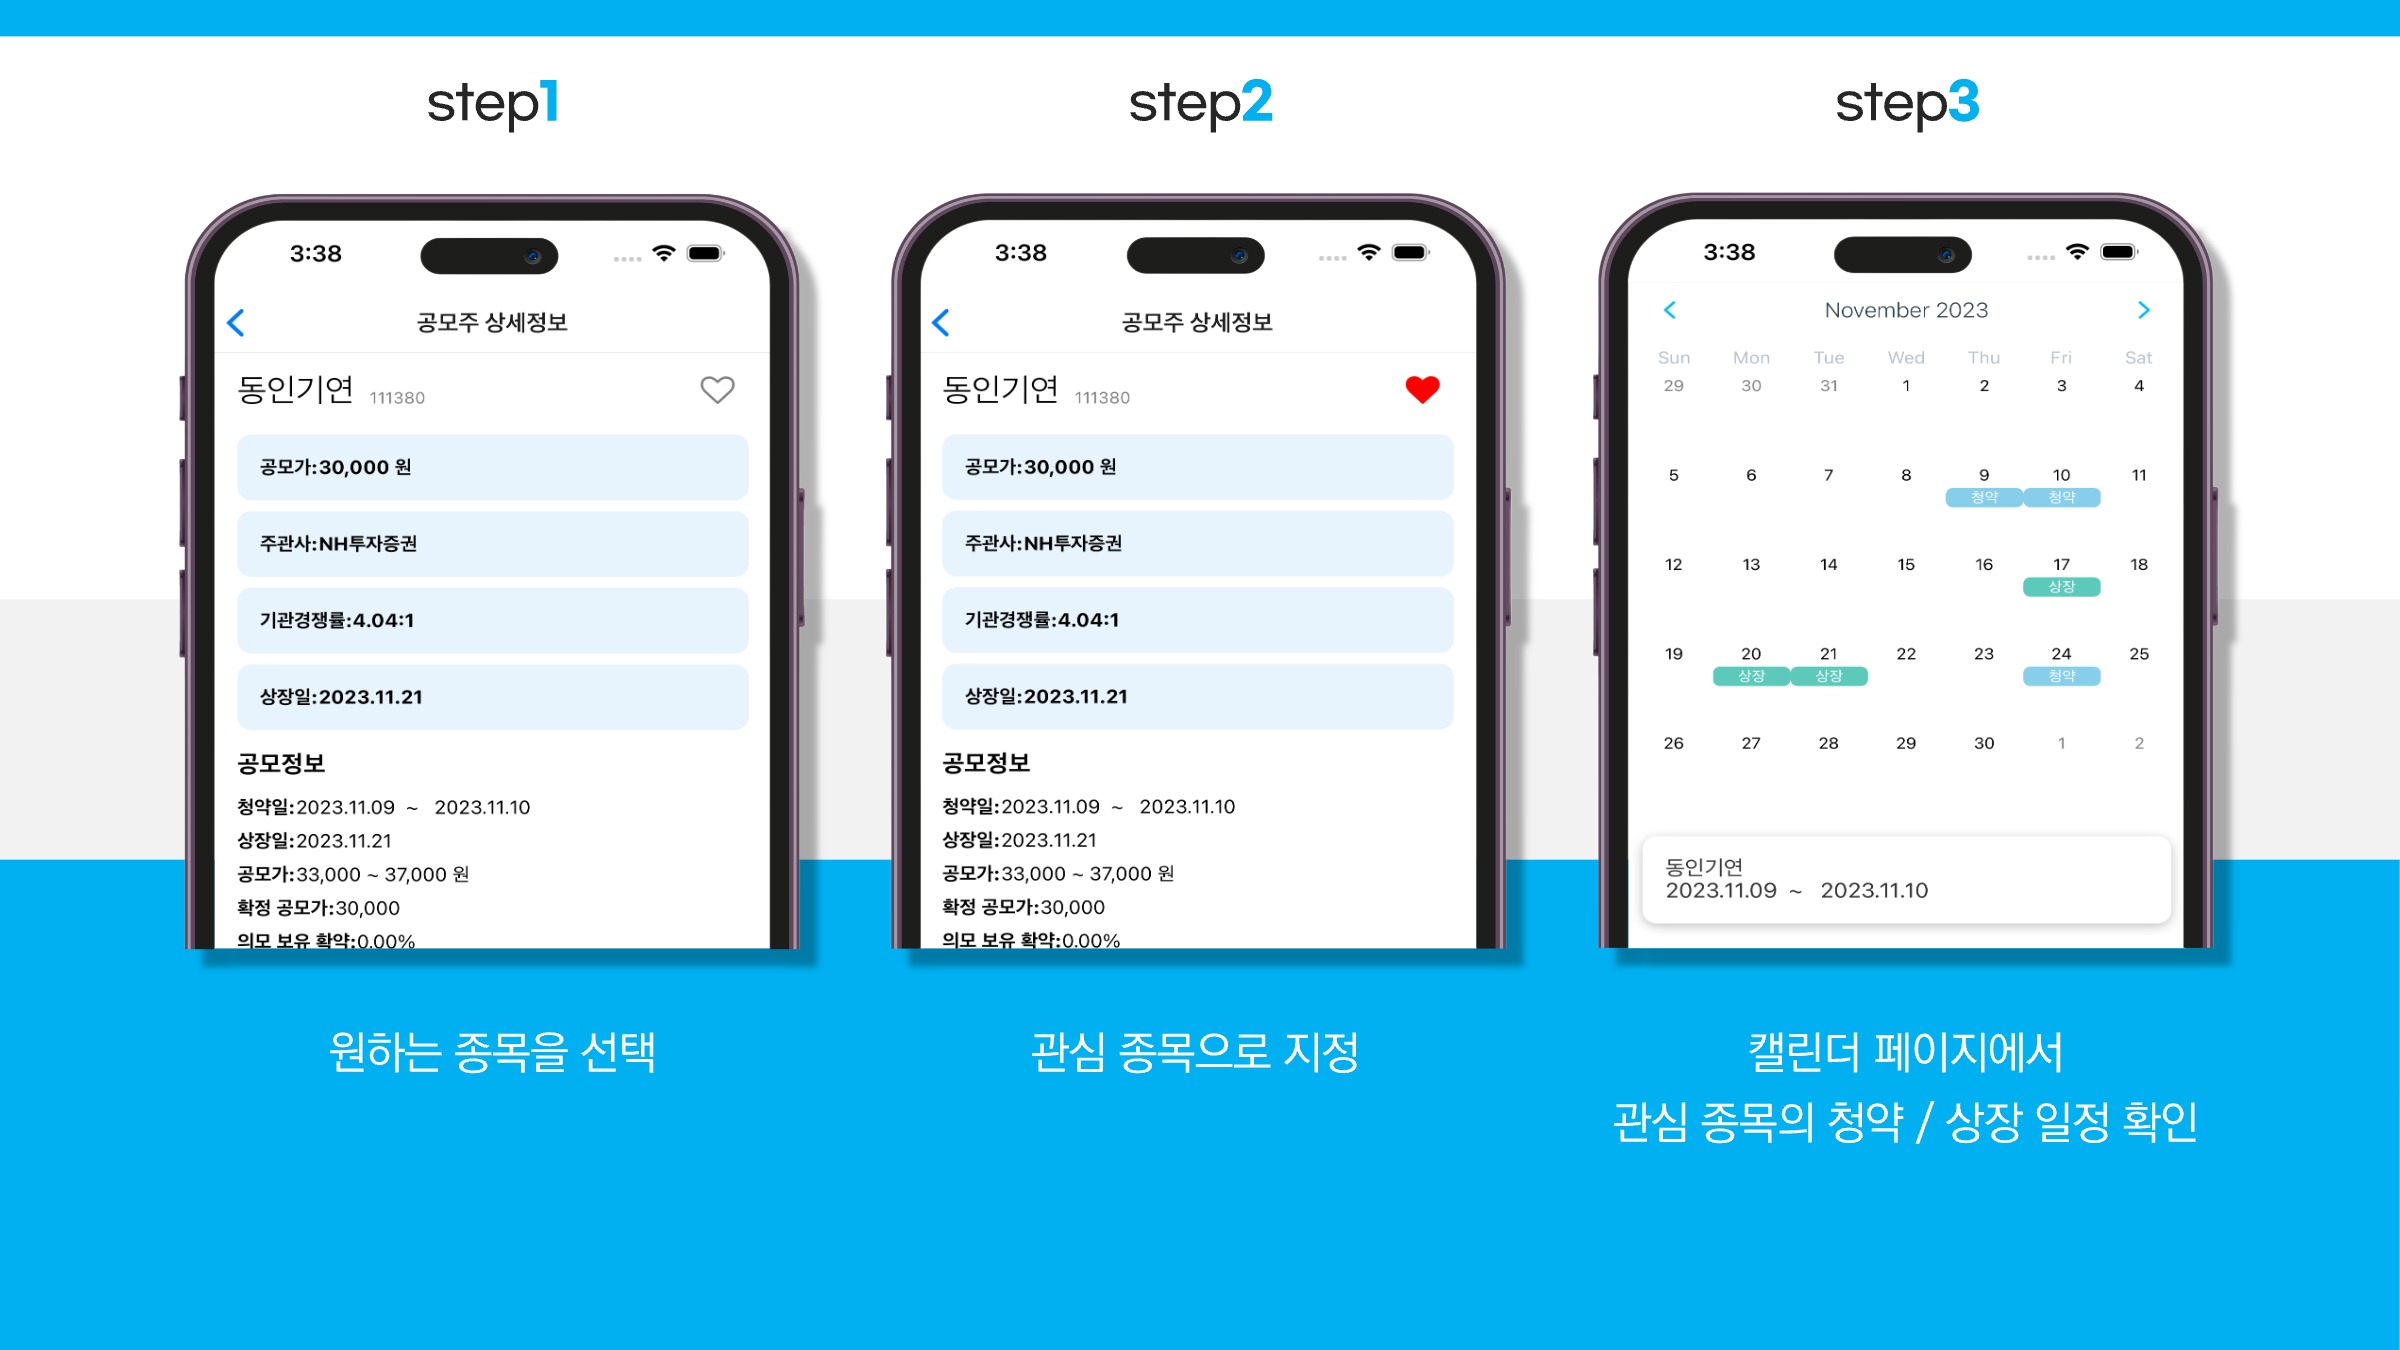 step1
3:38
공모주 상세정보
동인기연 111380
공모가:30,000 원
주관사:NH투자증권
기관경쟁률:4.04:1
상장일:2023.11.21
공모정보
청약일:2023.11.09 ~ 2023.11.10
상장일:2023.11.21
공모가:33,000 ~ 37,000 원
확정 공모가:30,000
의모 보유 확약:0.00%
원하는 종목을 선택
step2
3:38
공모주 상세정보
동인기연 111380
공모가:30,000 원
주관사:NH투자증권
기관경쟁률:4.04:1
상장일:2023.11.21
공모정보
청약일:2023.11.09 ~ 2023.11.10
상장일:2023.11.21
공모가:33,000 ~ 37,000 원
확정 공모가:30,000
의모 보유 확약:0.00%
관심 종목으로 지정
step3
3:38
November 2023
Sun Mon Tue Wed Thu Fri Sat
29 30 31 1 2 3 4
5 6 7 8 9 10 11
청약 청약
12 13 14 15 16 17 18
상장
19 20 21 22 23 24 25
상장 상장 청약
26 27 28 29 30 1 2
동인기연
2023.11.09 ~ 2023.11.10
캘린더 페이지에서
관심 종목의 청약 / 상장 일정 확인